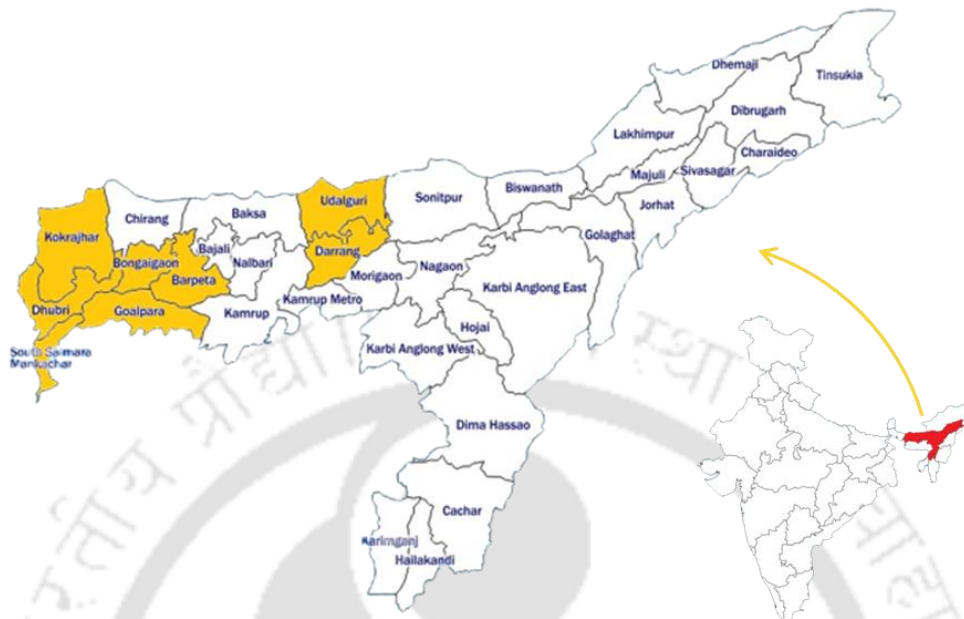 Dhemaji
Tinsukia
Dibrugarh
Lakhimpur
Charaideo
Majuli
Sivasagar
Biswanath
Sonitpur
Udalguri
Jorhat
Baksa
Chirang
Golaghat
Kokrajhar
Bajali
Darrang
Nalbari
Bongaigaon
Nagaon
Morigaon
Barpeta
Karbi Anglong East
Kamrup Metro
Dhubri
Goalpara
Kamrup
Hojai
Karbi Anglong West
South Salmara
Mankachar
Dima Hassao
Cachar
Karimganj
Hailakandi